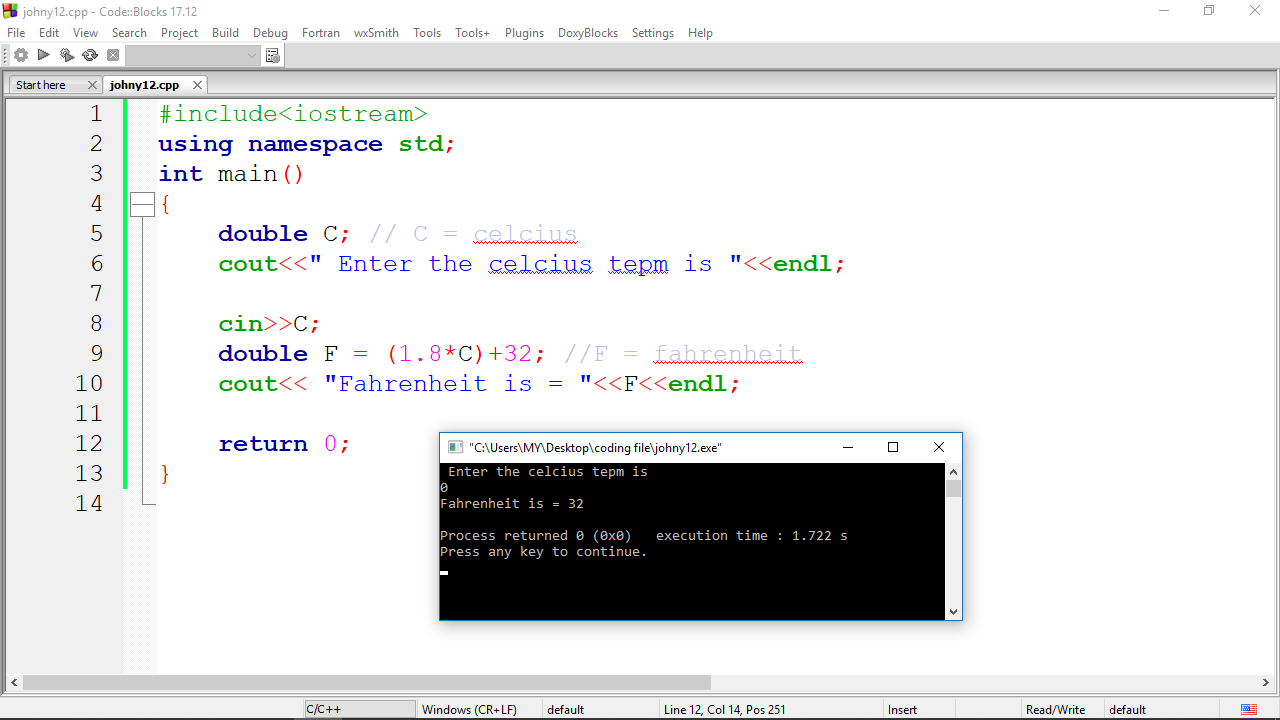 johny12.cpp - Code::Blocks 17.12
File Edit View Search Project Build Debug Fortran wxSmith Tools Tools+ Plugins DoxyBlocks Settings Help
Start here johny12.cpp
1 #include<iostream>
2 using namespace std;
3 int main()
4 {
5 double C; // C = celcius
6 cout<<" Enter the celcius tepm is "<<endl;
7
8 cin>>C;
9 double F = (1.8*C)+32; //F = fahrenheit
10 cout<< "Fahrenheit is = "<<F<<endl;
11
12 return 0;
13 }
14
"C:\Users\MY\Desktop\coding file\johny12.exe"
Enter the celcius tepm is
0
Fahrenheit is = 32
Process returned 0 (0x0) execution time : 1.722 s
Press any key to continue.
C/C++ Windows (CR+LF) default Line 12, Col 14, Pos 251 Insert Read/Write default